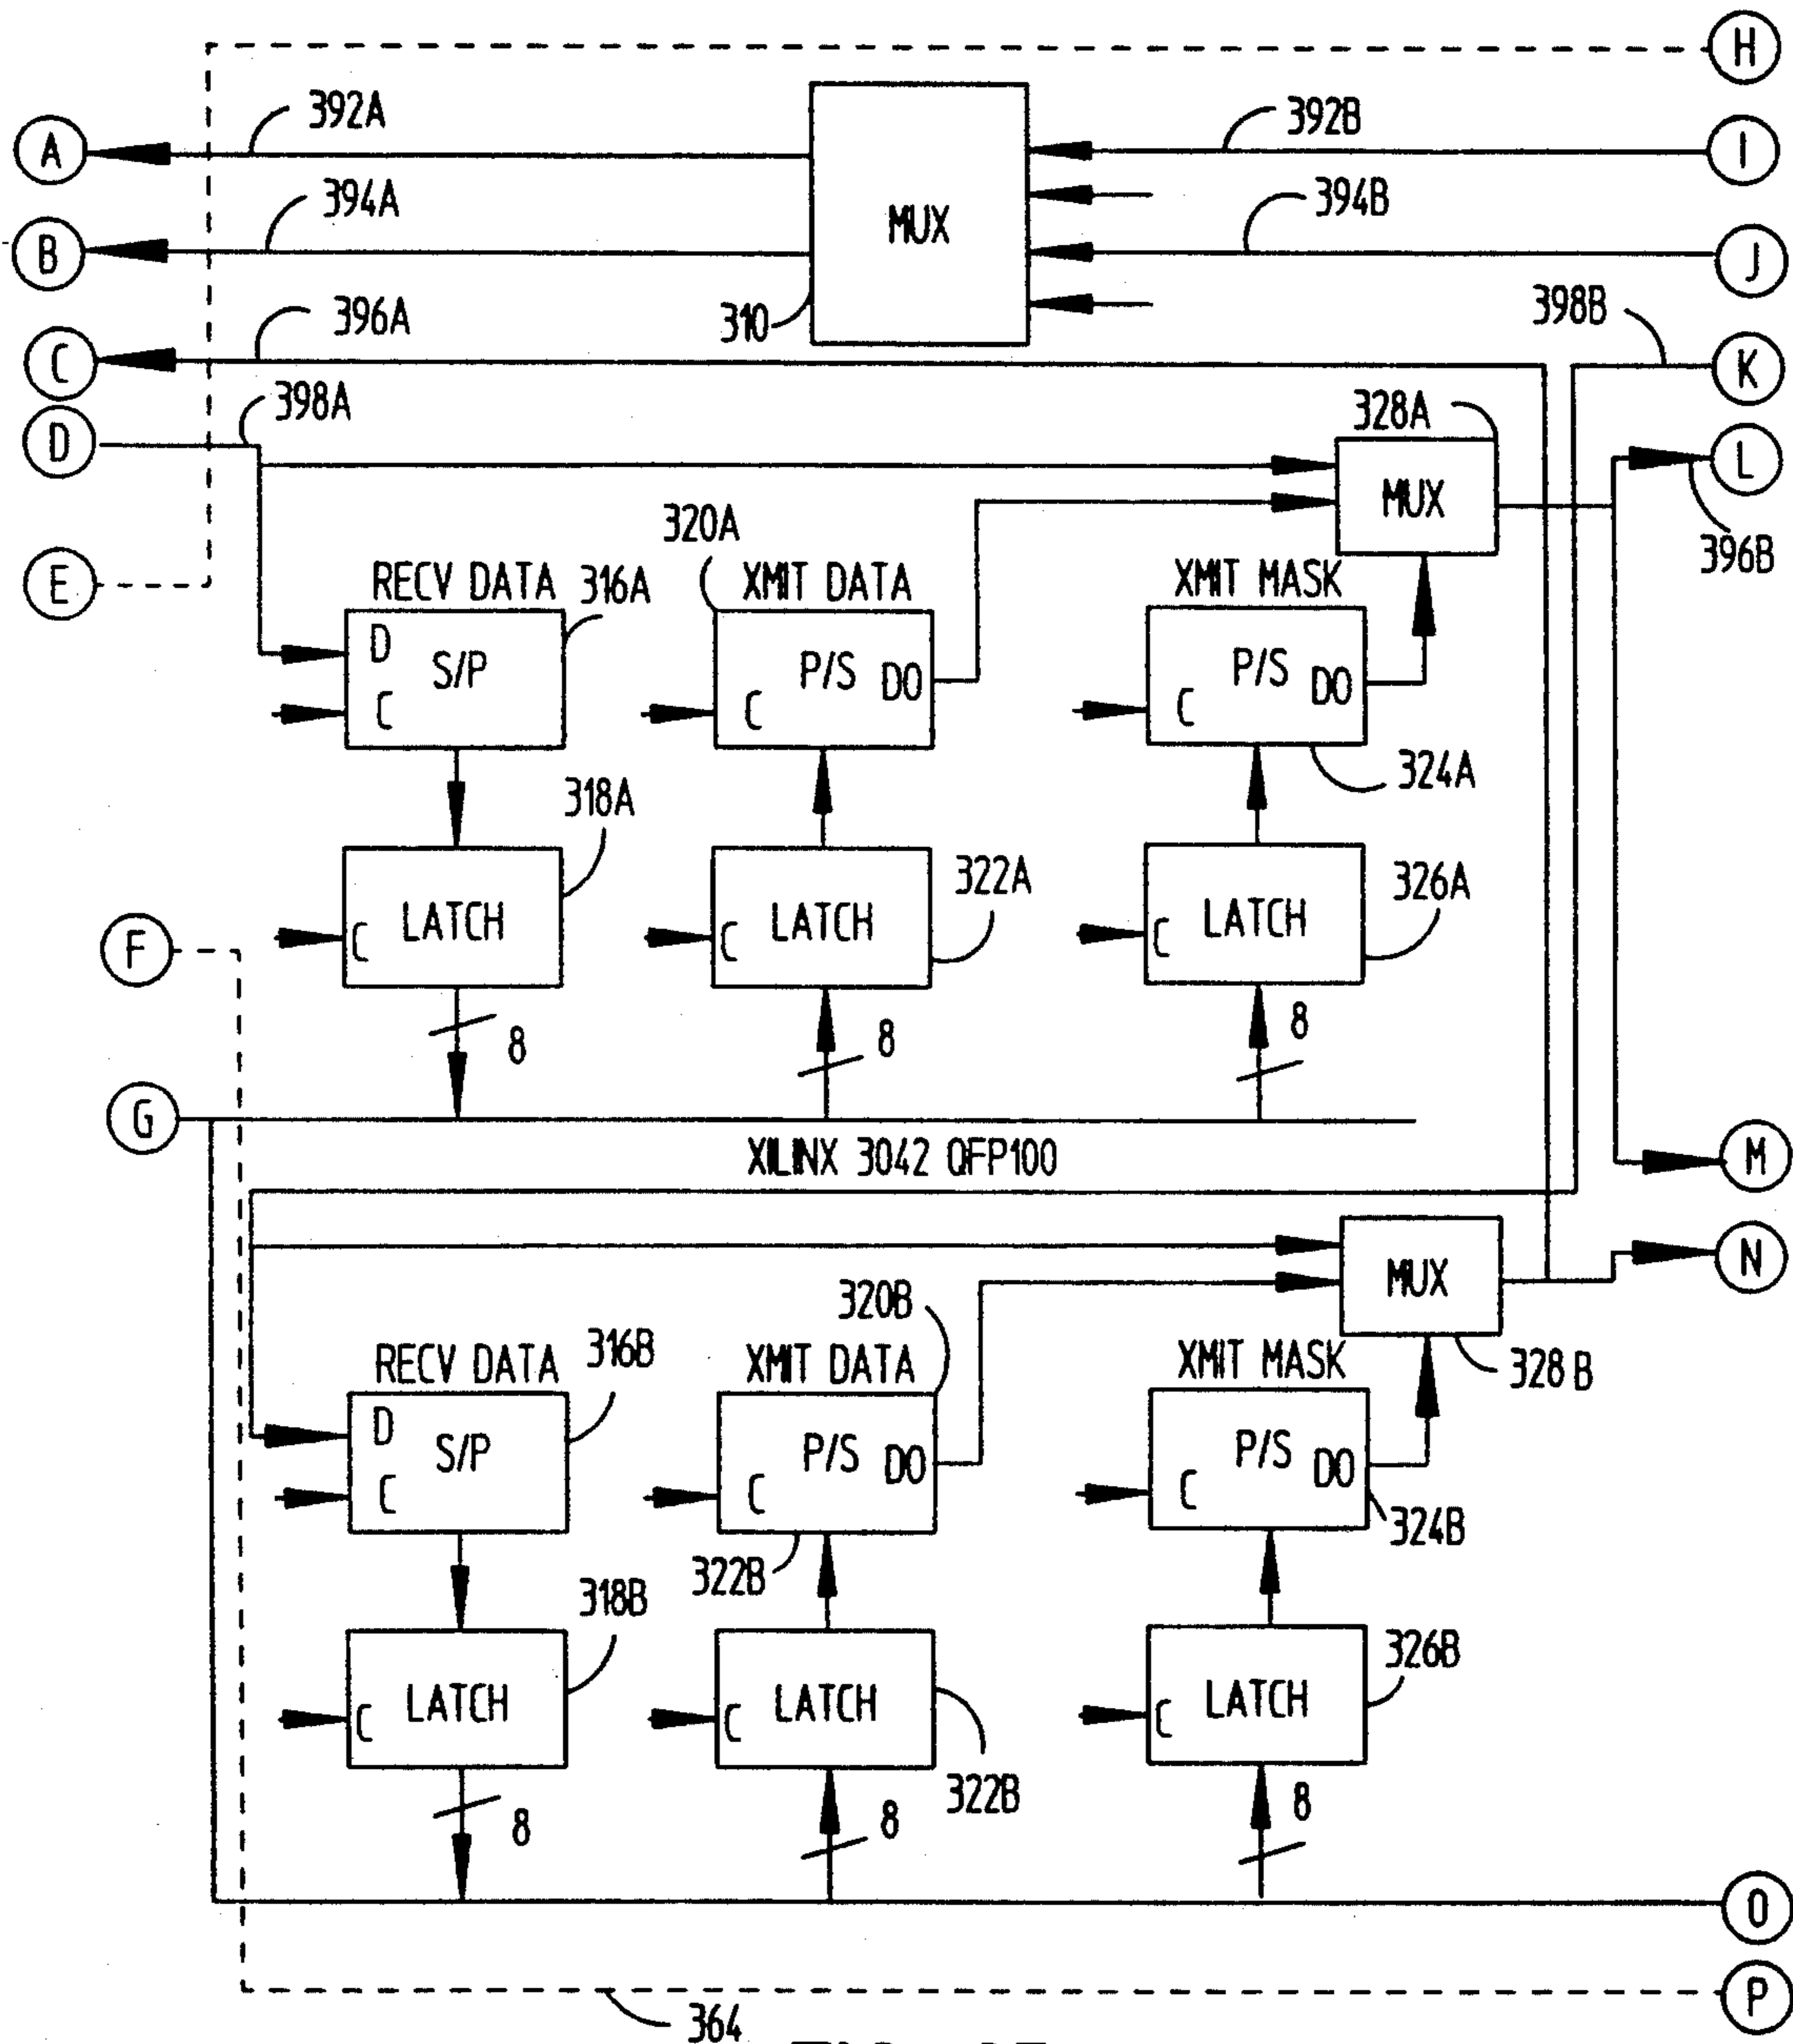 H
A
392A
392B
I
B
394A
MUX
394B
J
310
C
396A
398B
K
D
398A
328A
L
MUX
396B
E
320A
RECV DATA
316A
XMIT DATA
XMIT MASK
D
S/P
C
P/S
DO
C
P/S
DO
C
324A
318A
322A
326A
F
LATCH
C
LATCH
C
LATCH
C
8
8
8
G
XILINX 3042 QFP100
M
N
MUX
320B
RECV DATA
316B
XMIT DATA
XMIT MASK
328B
D
S/P
C
P/S
DO
C
P/S
DO
C
324B
322B
318B
326B
LATCH
C
LATCH
C
LATCH
C
322B
8
8
8
O
P
364